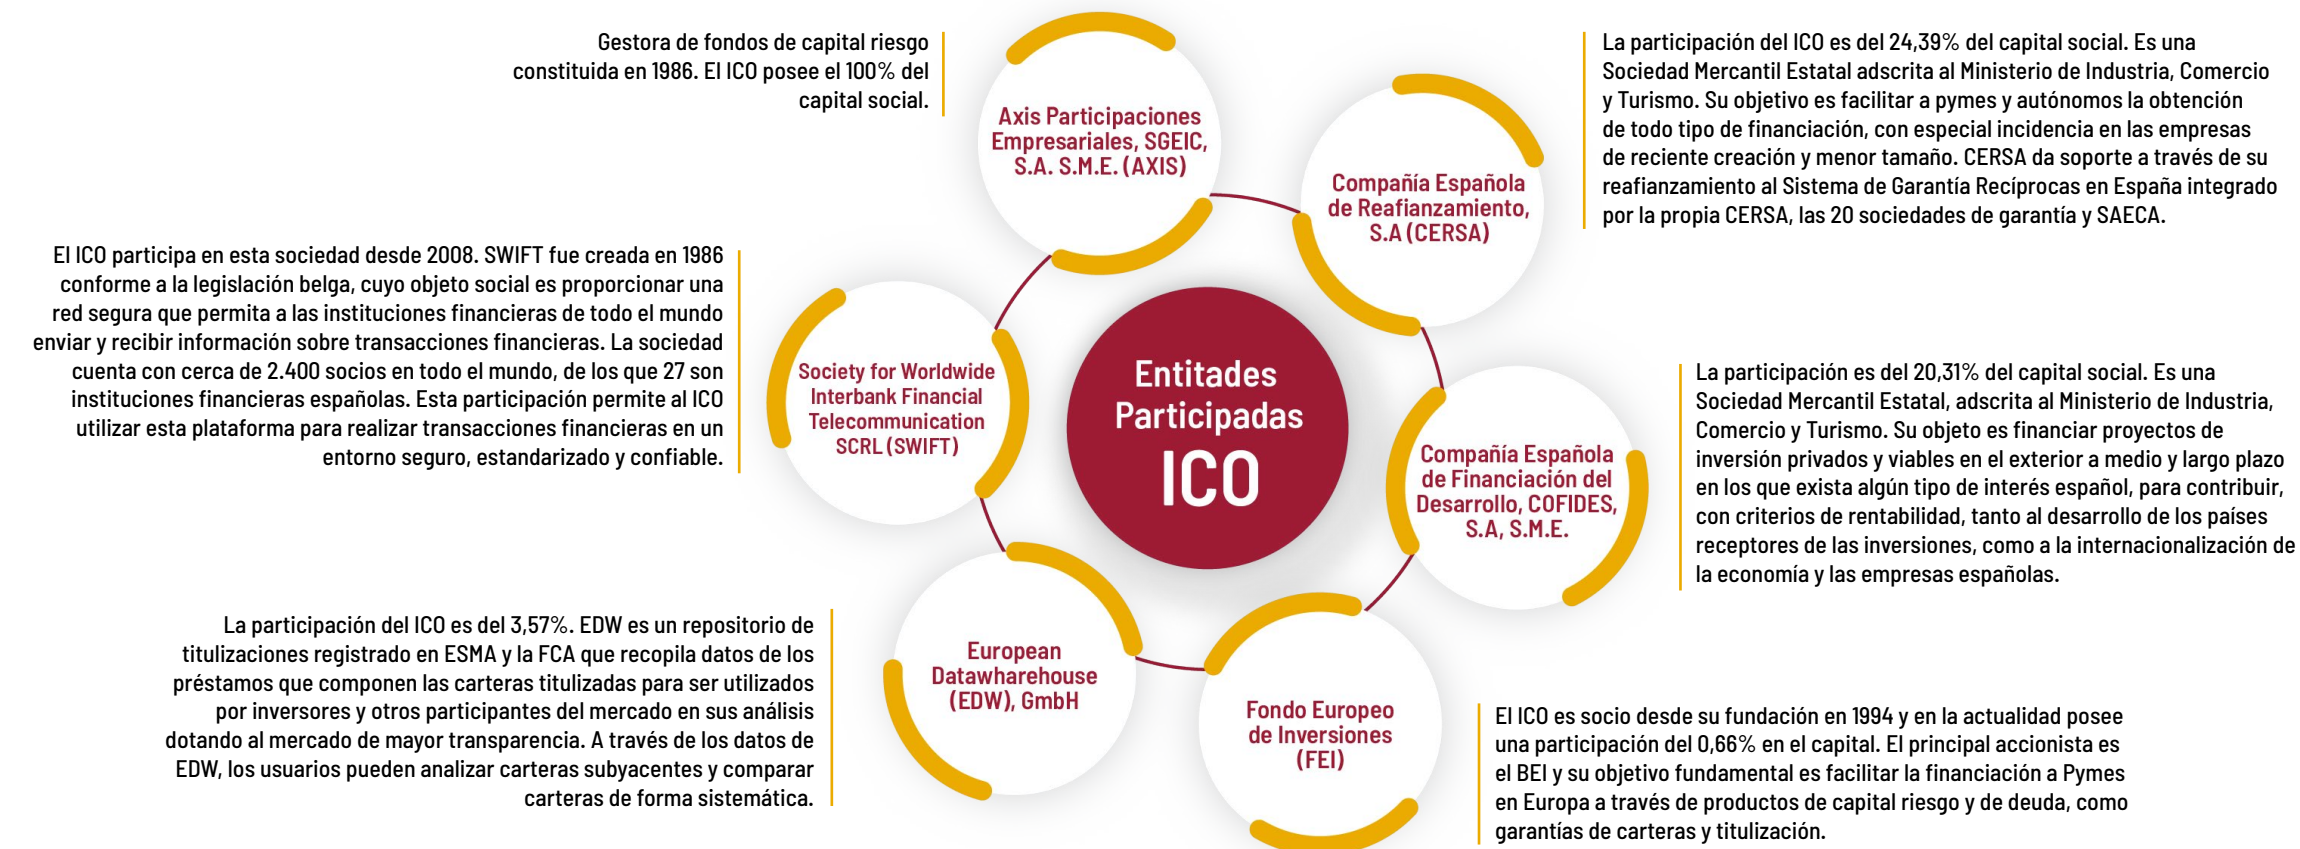 Gestora de fondos de capital riesgo
constituida en 1986. El ICO posee el 100% del
capital social.
Axis Participaciones
Empresariales, SGEIC,
S.A. S.M.E. (AXIS)
La participación del ICO es del 24,39% del capital social. Es una
Sociedad Mercantil Estatal adscrita al Ministerio de Industria, Comercio
y Turismo. Su objetivo es facilitar a pymes y autónomos la obtención
de todo tipo de financiación, con especial incidencia en las empresas
de reciente creación y menor tamaño. CERSA da soporte a través de su
reafianzamiento al Sistema de Garantía Recíprocas en España integrado
por la propia CERSA, las 20 sociedades de garantía y SAECA.
Compañía Española
de Reafianzamiento,
S.A (CERSA)
El ICO participa en esta sociedad desde 2008. SWIFT fue creada en 1986
conforme a la legislación belga, cuyo objeto social es proporcionar una
red segura que permita a las instituciones financieras de todo el mundo
enviar y recibir información sobre transacciones financieras. La sociedad
cuenta con cerca de 2.400 socios en todo el mundo, de los que 27 son
instituciones financieras españolas. Esta participación permite al ICO
utilizar esta plataforma para realizar transacciones financieras en un
entorno seguro, estandarizado y confiable.
Society for Worldwide
Interbank Financial
Telecommunication
SCRL (SWIFT)
Entitades
Participadas
ICO
Compañía Española
de Financiación del
Desarrollo, COFIDES,
S.A, S.M.E.
La participación es del 20,31% del capital social. Es una
Sociedad Mercantil Estatal, adscrita al Ministerio de Industria,
Comercio y Turismo. Su objeto es financiar proyectos de
inversión privados y viables en el exterior a medio y largo plazo
en los que exista algún tipo de interés español, para contribuir,
con criterios de rentabilidad, tanto al desarrollo de los países
receptores de las inversiones, como a la internacionalización de
la economía y las empresas españolas.
La participación del ICO es del 3,57%. EDW es un repositorio de
titulizaciones registrado en ESMA y la FCA que recopila datos de los
préstamos que componen las carteras titulizadas para ser utilizados
por inversores y otros participantes del mercado en sus análisis
dotando al mercado de mayor transparencia. A través de los datos de
EDW, los usuarios pueden analizar carteras subyacentes y comparar
carteras de forma sistemática.
European
Datawharehouse
(EDW), GmbH
Fondo Europeo
de Inversiones
(FEI)
El ICO es socio desde su fundación en 1994 y en la actualidad posee
una participación del 0,66% en el capital. El principal accionista es
el BEI y su objetivo fundamental es facilitar la financiación a Pymes
en Europa a través de productos de capital riesgo y de deuda, como
garantías de carteras y titulización.